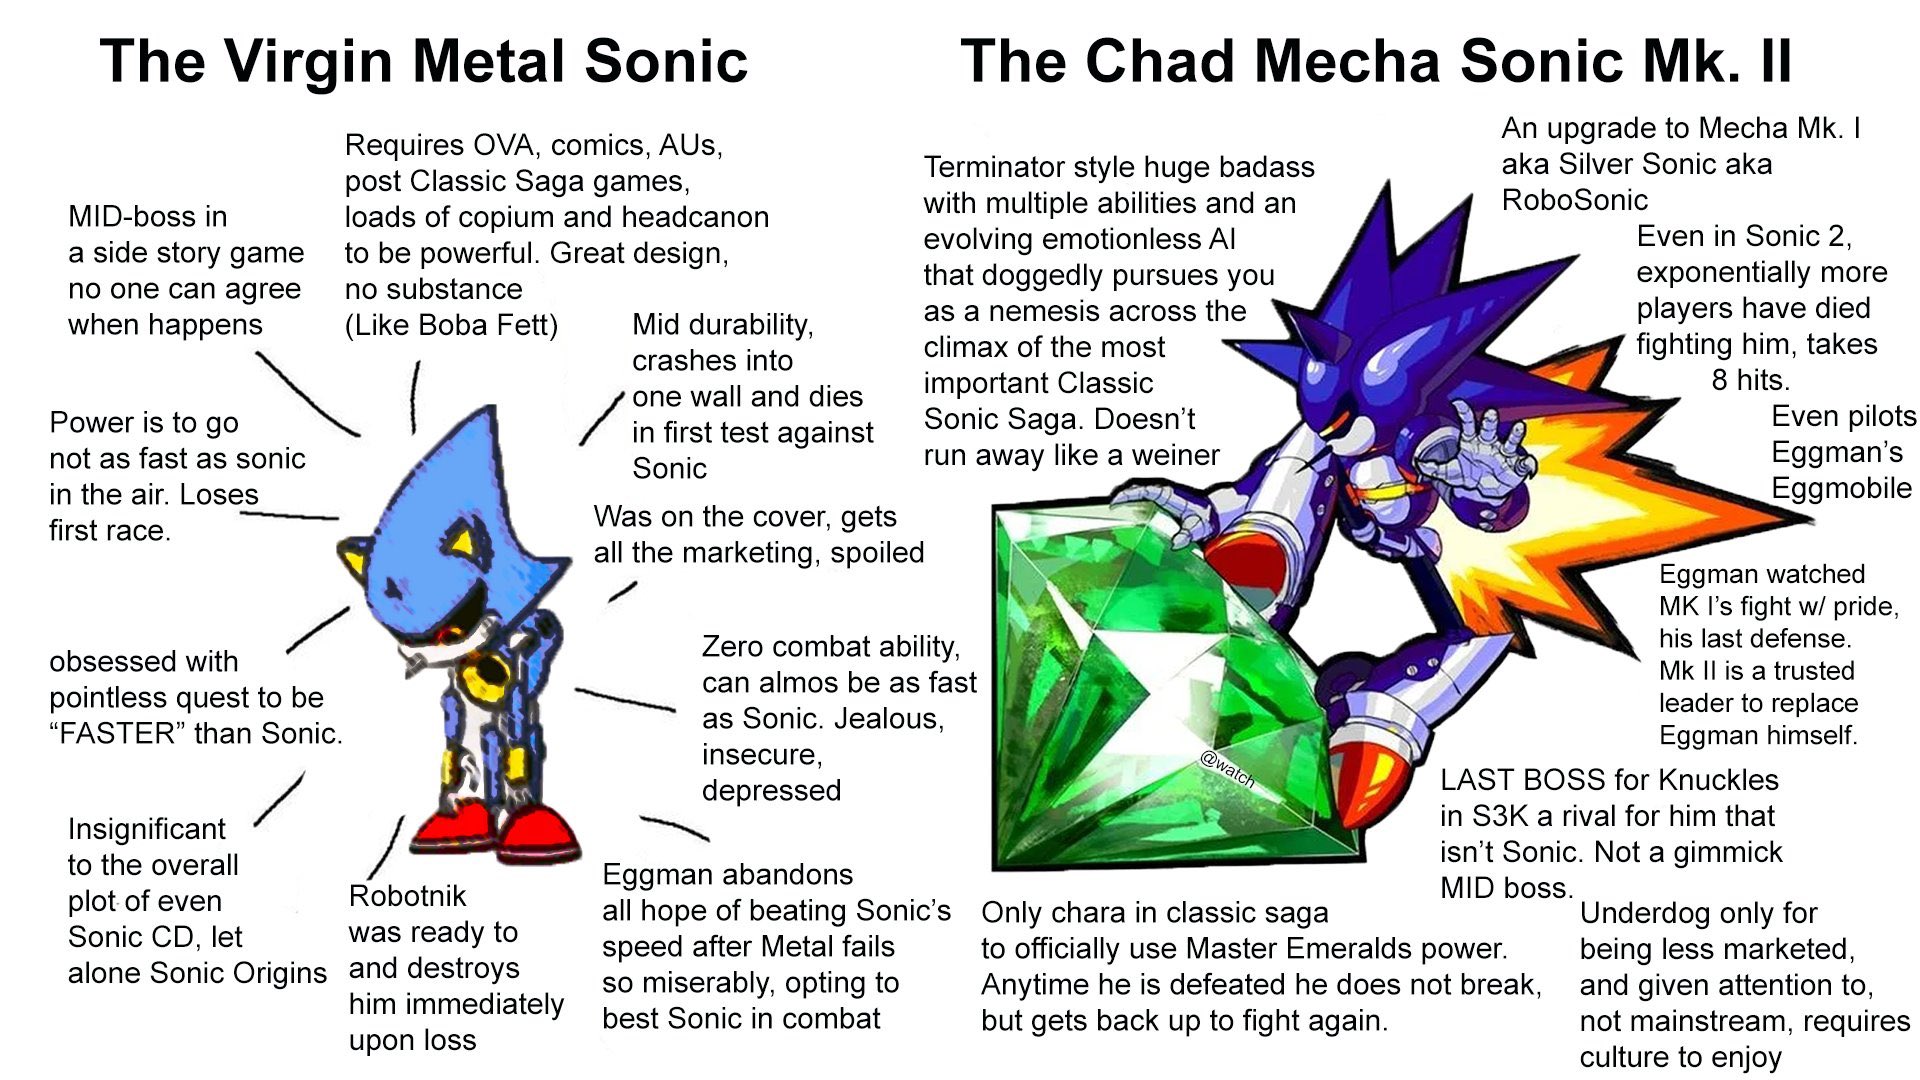 The Virgin Metal Sonic
MID-boss in
a side story game
no one can agree
when happens
Requires OVA, comics, AUs,
post Classic Saga games,
loads of copium and headcanon
to be powerful. Great design,
no substance
(Like Boba Fett)
Mid durability,
crashes into
one wall and dies
in first test against
Sonic
Power is to go
not as fast as sonic
in the air. Loses
first race.
Was on the cover, gets
all the marketing, spoiled
obsessed with
pointless quest to be
“FASTER” than Sonic.
Zero combat ability,
can almos be as fast
as Sonic. Jealous,
insecure,
depressed
Insignificant
to the overall
plot of even
Sonic CD, let
alone Sonic Origins
Robotnik
was ready to
and destroys
him immediately
upon loss
Eggman abandons
all hope of beating Sonic’s
speed after Metal fails
so miserably, opting to
best Sonic in combat
The Chad Mecha Sonic Mk. II
Terminator style huge badass
with multiple abilities and an
evolving emotionless AI
that doggedly pursues you
as a nemesis across the
climax of the most
important Classic
Sonic Saga. Doesn’t
run away like a weiner
An upgrade to Mecha Mk. I
aka Silver Sonic aka
RoboSonic
Even in Sonic 2,
exponentially more
players have died
fighting him, takes
8 hits.
Even pilots
Eggman’s
Eggmobile
Eggman watched
MK I’s fight w/ pride,
his last defense.
Mk II is a trusted
leader to replace
Eggman himself.
@watch
LAST BOSS for Knuckles
in S3K a rival for him that
isn’t Sonic. Not a gimmick
MID boss.
Only chara in classic saga
to officially use Master Emeralds power.
Anytime he is defeated he does not break,
but gets back up to fight again.
Underdog only for
being less marketed,
and given attention to,
not mainstream, requires
culture to enjoy